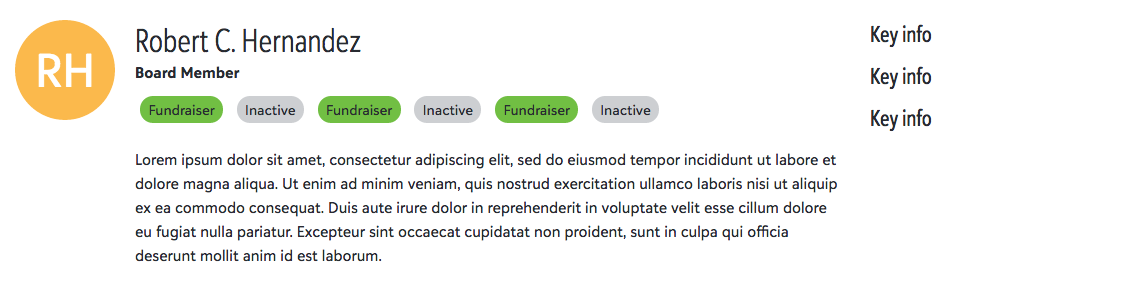 RH
Robert C. Hernandez
Board Member
Fundraiser Inactive Fundraiser Inactive Fundraiser Inactive
Lorem ipsum dolor sit amet, consectetur adipiscing elit, sed do eiusmod tempor incididunt ut labore et
dolore magna aliqua. Ut enim ad minim veniam, quis nostrud exercitation ullamco laboris nisi ut aliquip
ex ea commodo consequat. Duis aute irure dolor in reprehenderit in voluptate velit esse cillum dolore
eu fugiat nulla pariatur. Excepteur sint occaecat cupidatat non proident, sunt in culpa qui officia
deserunt mollit anim id est laborum.
Key info
Key info
Key info